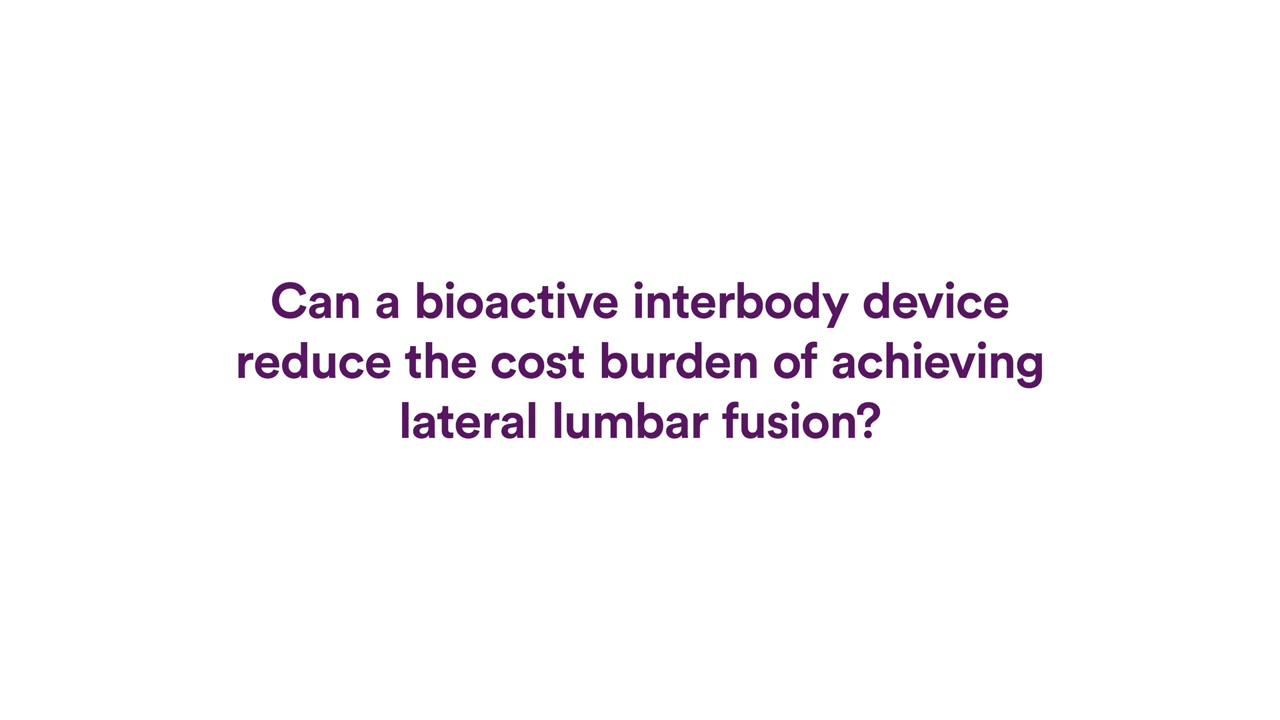 Can a bioactive interbody device
reduce the cost burden of achieving
lateral lumbar fusion?